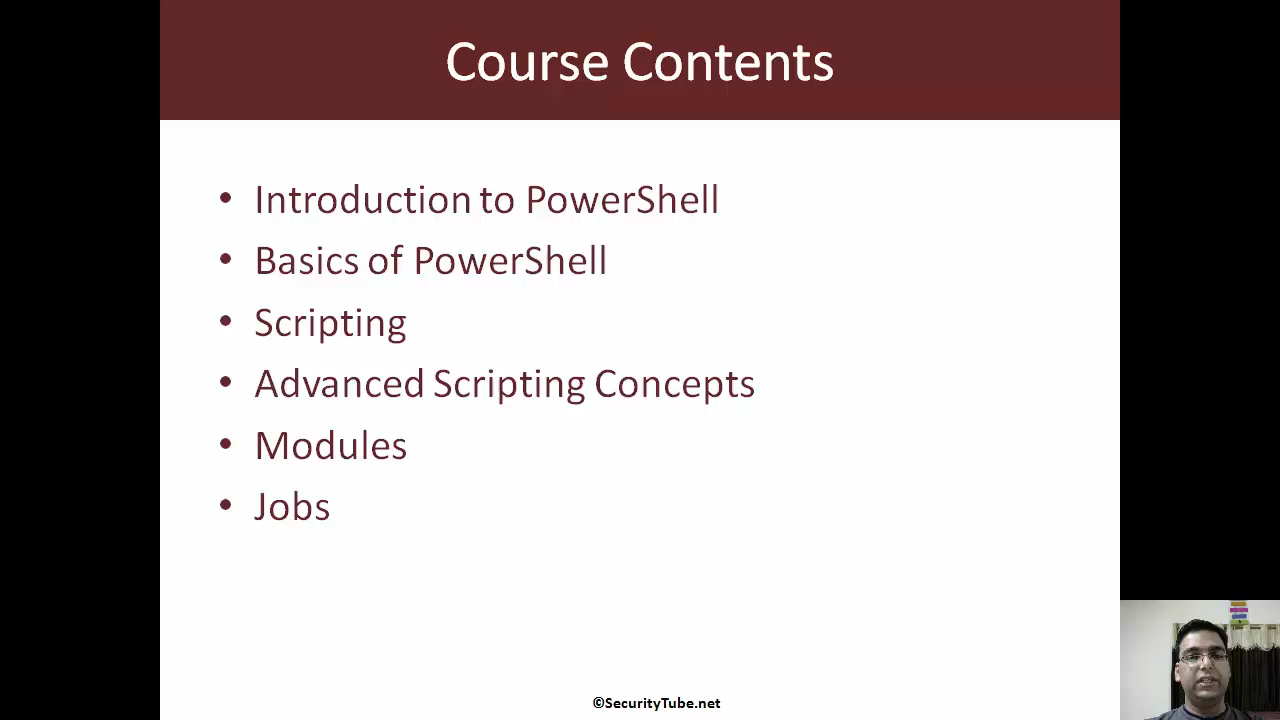 Course Contents
• Introduction to PowerShell
• Basics of PowerShell
• Scripting
• Advanced Scripting Concepts
• Modules
• Jobs
©SecurityTube.net